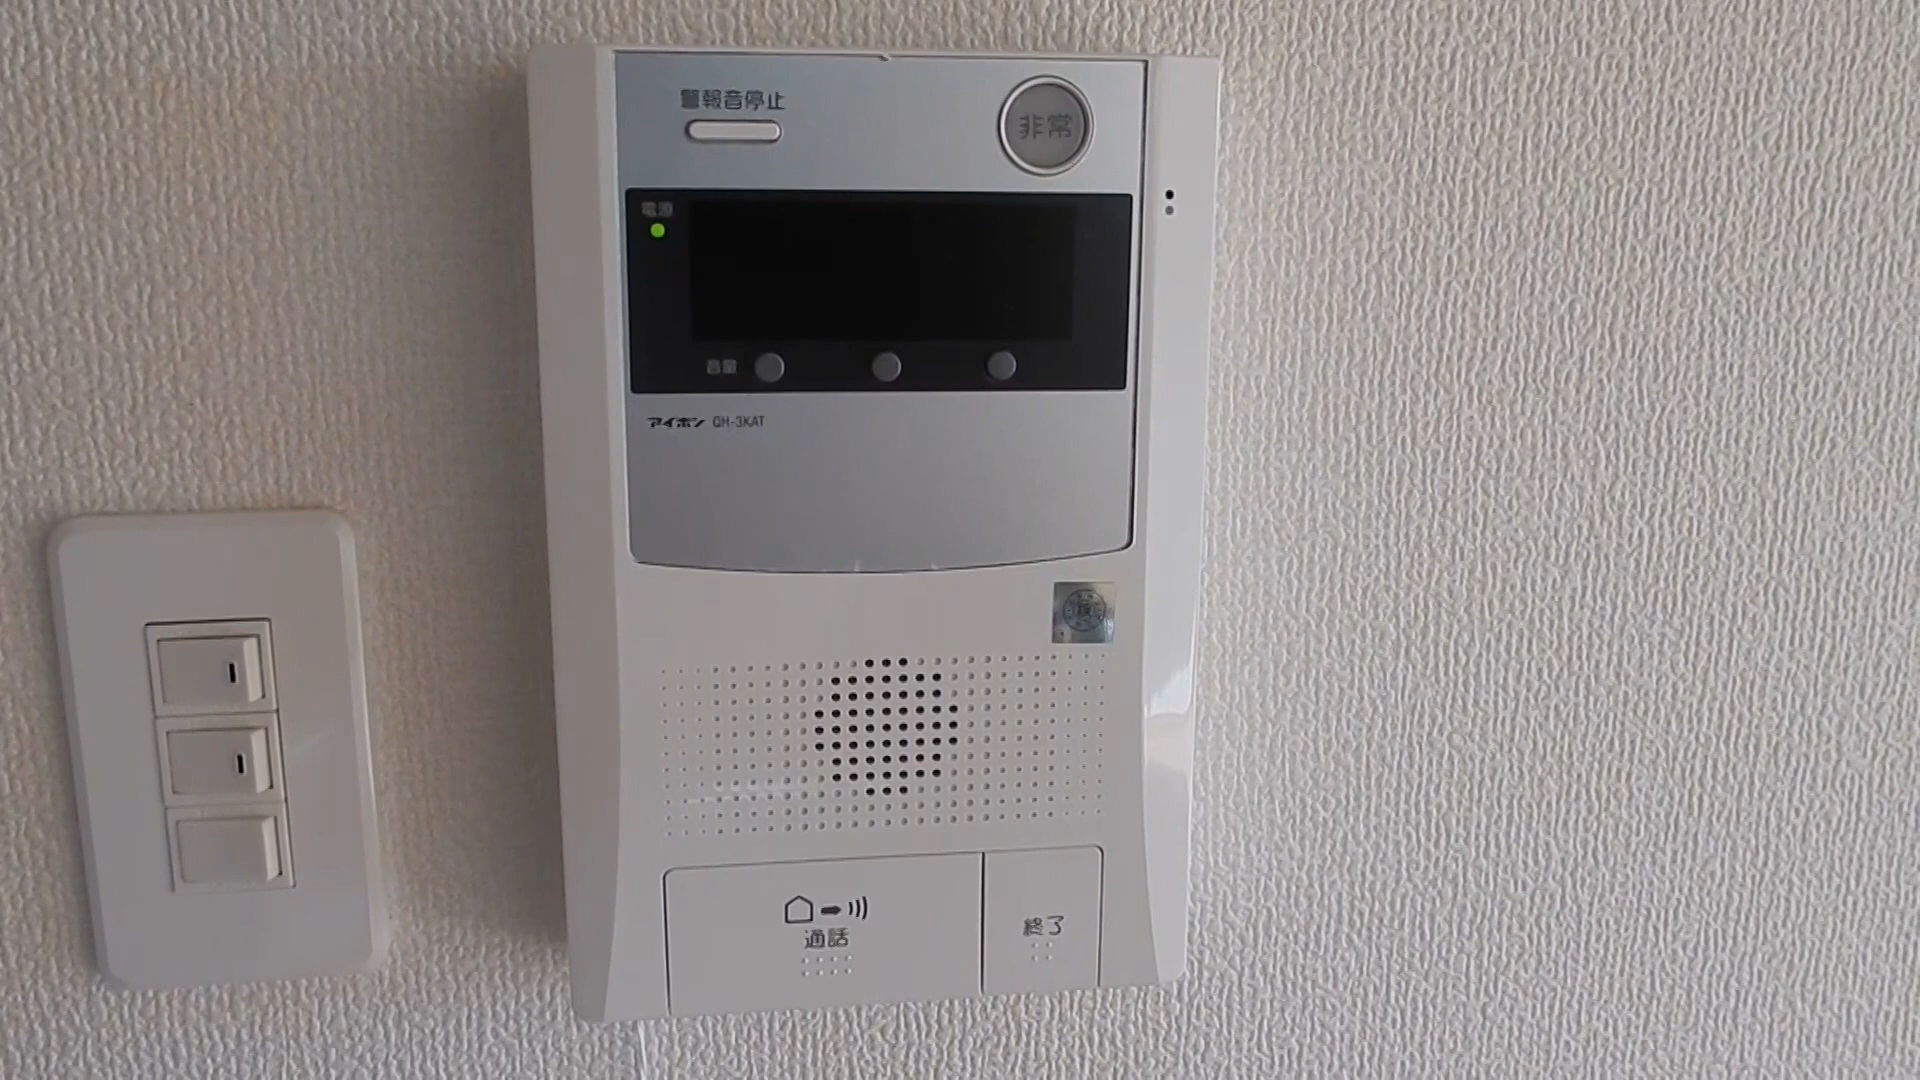 警報音停止
非常
電源
音量
アイホン QH-3KAT
通話
終了